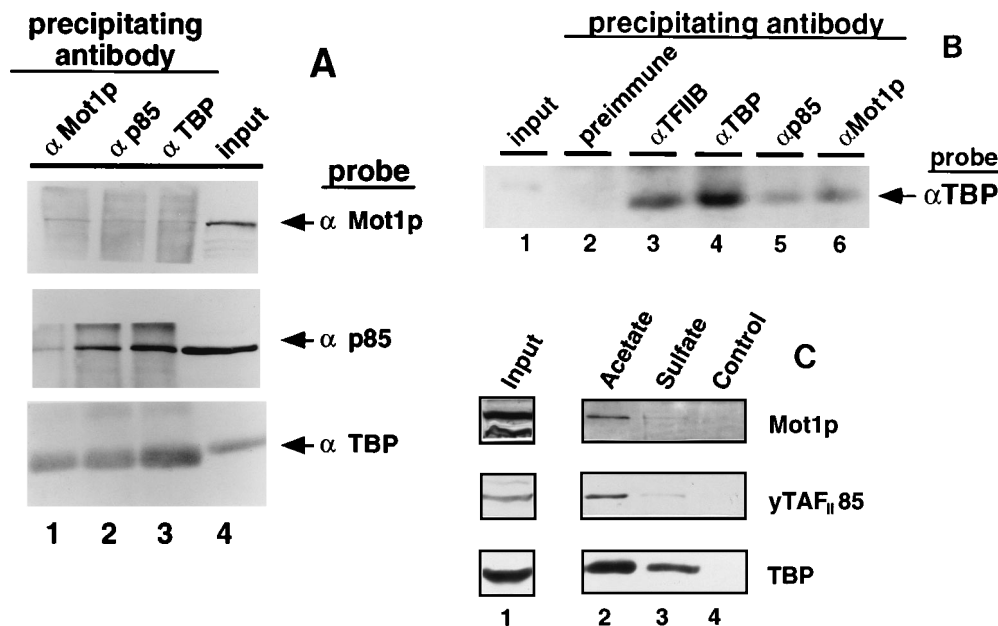 precipitating
antibody
A
α Mot1p
α p85
α TBP
input
probe
α Mot1p
α p85
α TBP
1 2 3 4
precipitating antibody
B
input
preimmune
αTFIIB
αTBP
αp85
αMot1p
probe
αTBP
1 2 3 4 5 6
C
Input
Acetate
Sulfate
Control
Mot1p
yTAFII85
TBP
1 2 3 4